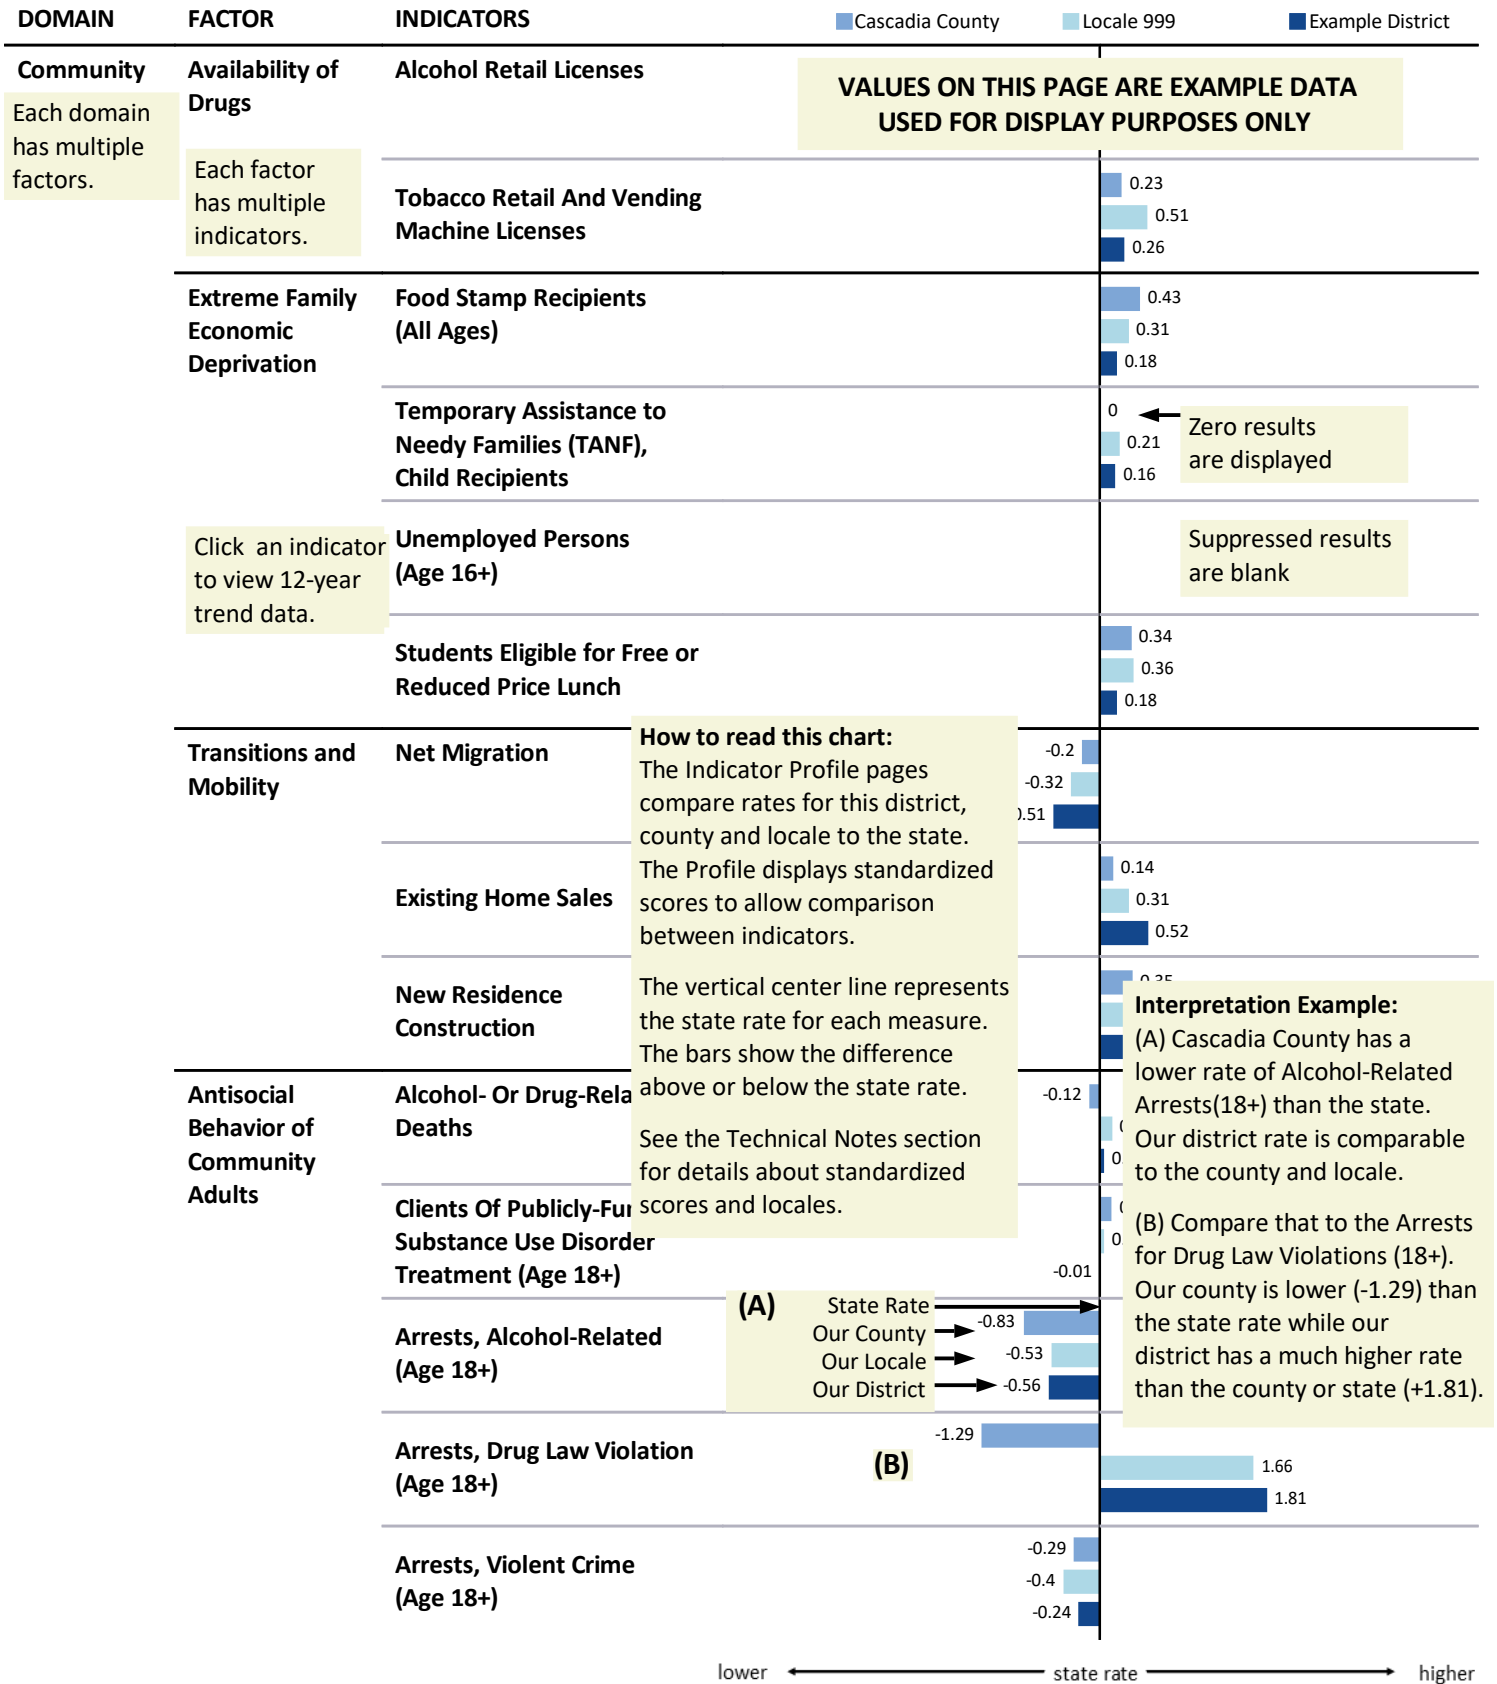 DOMAIN FACTOR INDICATORS Cascadia County Locale 999 Example District
Community
Each domain
has multiple
factors.
Availability of
Drugs
Each factor
has multiple
indicators.
Alcohol Retail Licenses
VALUES ON THIS PAGE ARE EXAMPLE DATA
USED FOR DISPLAY PURPOSES ONLY
Tobacco Retail And Vending
Machine Licenses
0.23
0.51
0.26
Extreme Family
Economic
Deprivation
Food Stamp Recipients
(All Ages)
0.43
0.31
0.18
Temporary Assistance to
Needy Families (TANF),
Child Recipients
0
0.21
0.16
Zero results
are displayed
Click an indicator
to view 12-year
trend data.
Unemployed Persons
(Age 16+)
Suppressed results
are blank
Students Eligible for Free or
Reduced Price Lunch
0.34
0.36
0.18
Transitions and
Mobility
Net Migration
-0.2
-0.32
.51
How to read this chart:
The Indicator Profile pages
compare rates for this district,
county and locale to the state.
The Profile displays standardized
scores to allow comparison
between indicators.
The vertical center line represents
the state rate for each measure.
The bars show the difference
above or below the state rate.
See the Technical Notes section
for details about standardized
scores and locales.
Existing Home Sales
0.14
0.31
0.52
New Residence
Construction
Interpretation Example:
(A) Cascadia County has a
lower rate of Alcohol-Related
Arrests(18+) than the state.
Our district rate is comparable
to the county and locale.
(B) Compare that to the Arrests
for Drug Law Violations (18+).
Our county is lower (-1.29) than
the state rate while our
district has a much higher rate
than the county or state (+1.81).
Antisocial
Behavior of
Community
Adults
Alcohol- Or Drug-Rela
Deaths
-0.12
Clients Of Publicly-Fu
Substance Use Disorder
Treatment (Age 18+)
-0.01
Arrests, Alcohol-Related
(Age 18+)
(A) State Rate
Our County -0.83
Our Locale -0.53
Our District -0.56
Arrests, Drug Law Violation
(Age 18+)
(B)
-1.29
1.66
1.81
Arrests, Violent Crime
(Age 18+)
-0.29
-0.4
-0.24
lower state rate higher